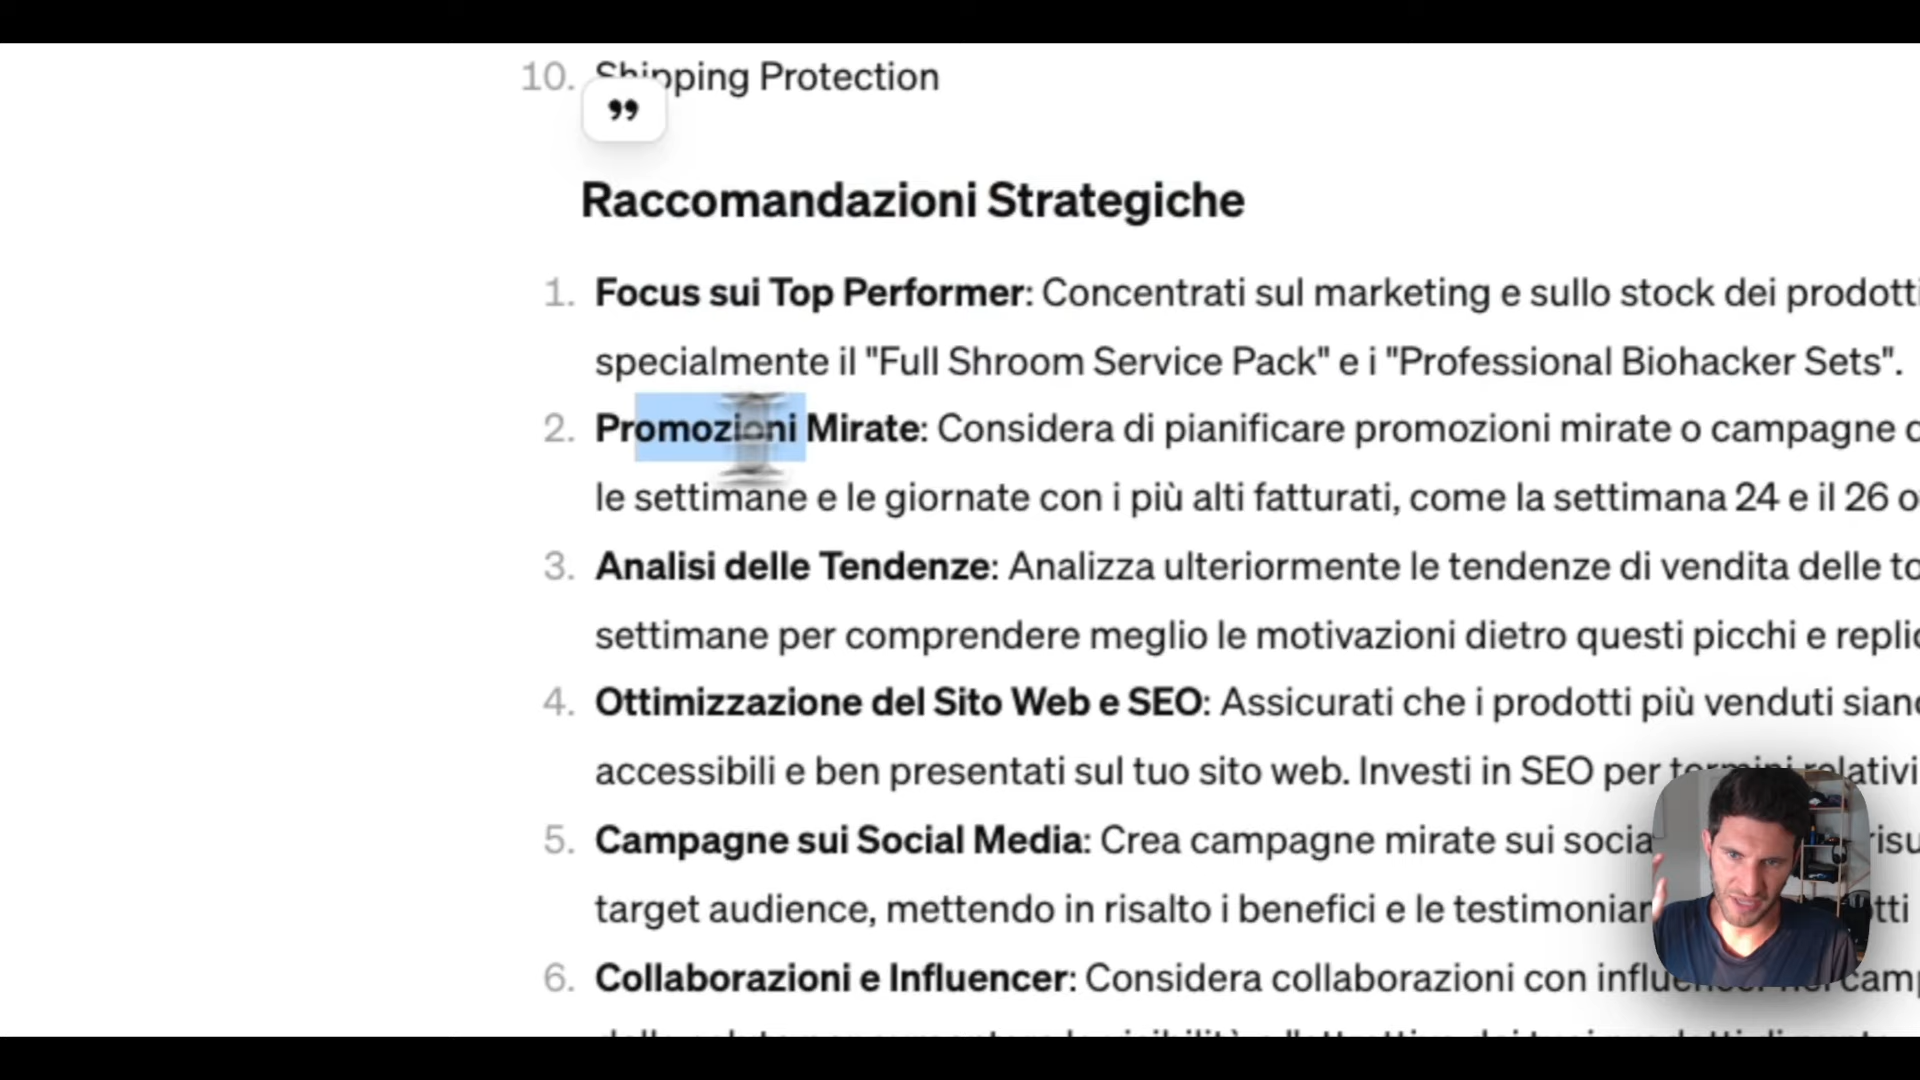 10. Shipping Protection
Raccomandazioni Strategiche
1. Focus sui Top Performer: Concentrati sul marketing e sullo stock dei prodotti
specialmente il "Full Shroom Service Pack" e i "Professional Biohacker Sets".
2. Promozioni Mirate: Considera di pianificare promozioni mirate o campagne
le settimane e le giornate con i più alti fatturati, come la settimana 24 e il 26
3. Analisi delle Tendenze: Analizza ulteriormente le tendenze di vendita delle
settimane per comprendere meglio le motivazioni dietro questi picchi e
4. Ottimizzazione del Sito Web e SEO: Assicurati che i prodotti più venduti
accessibili e ben presentati sul tuo sito web. Investi in SEO per termini relativi
5. Campagne sui Social Media: Crea campagne mirate sui
target audience, mettendo in risalto i benefici e le
6. Collaborazioni e Influencer: Considera collaborazioni con